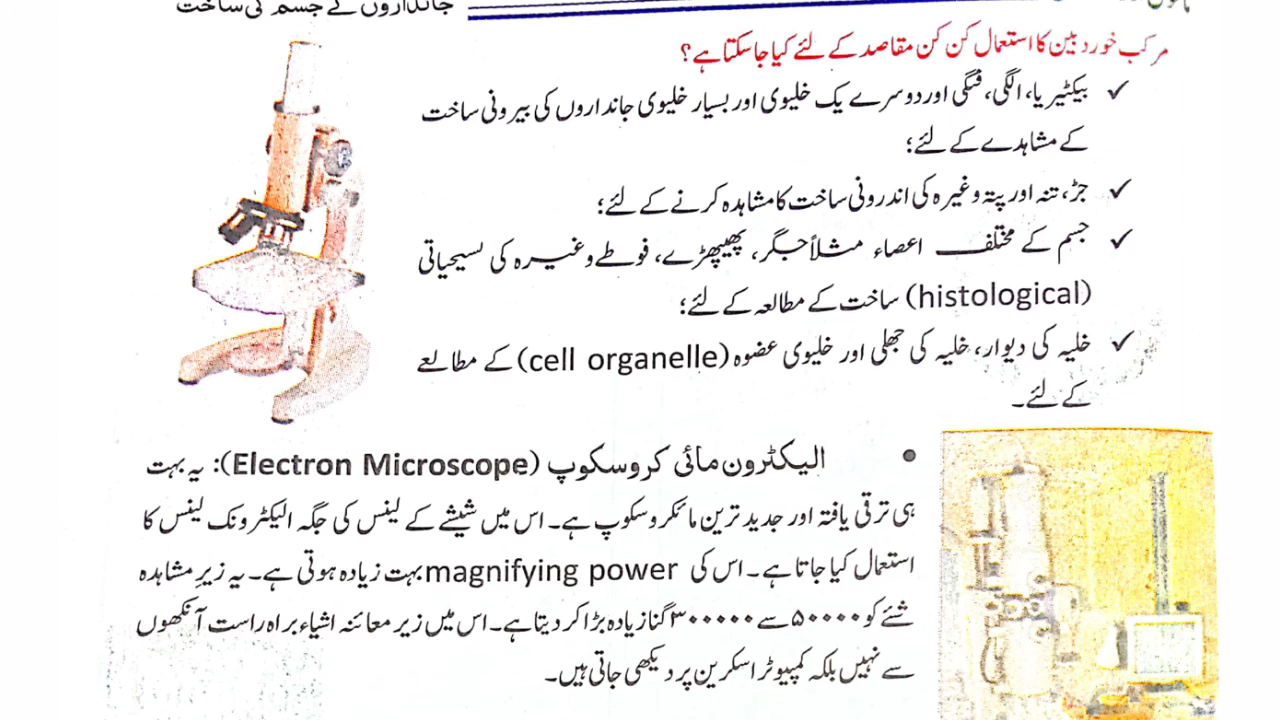 جانداروں کے جسم کی ساخت
مرکب خوردبین کا استعمال کن کن مقاصد کے لئے کیا جاسکتا ہے؟
✓ بیکٹیریا، الگی، فنگی اور دوسرے یک خلیوی اور بسیار خلیوی جانداروں کی بیرونی ساخت
کے مشاہدے کے لئے؛
✓ جڑ، تنہ اور پتہ وغیرہ کی اندرونی ساخت کا مشاہدہ کرنے کے لئے؛
✓ جسم کے مختلف اعضاء مثلاً جگر، پھیپھڑے، فوطے وغیرہ کی نسیجیاتی
(histological) ساخت کے مطالعہ کے لئے؛
✓ خلیہ کی دیوار، خلیہ کی جھلی اور خلیوی عضوہ (cell organelle) کے مطالعے
کے لئے۔
• الیکٹرون مائی کروسکوپ (Electron Microscope): یہ بہت
ہی ترقی یافتہ اور جدید ترین مائکروسکوپ ہے۔ اس میں شیشے کے لینس کی جگہ الیکٹرونک لینس کا
استعمال کیا جاتا ہے۔ اس کی magnifying power بہت زیادہ ہوتی ہے۔ یہ زیرِ مشاہدہ
شئے کو ۵۰۰۰۰ سے ۳۰۰۰۰۰ گنا زیادہ بڑا کر دیتا ہے۔ اس میں زیر معائنہ اشیاء براہ راست آنکھوں
سے نہیں بلکہ کمپیوٹر اسکرین پر دیکھی جاتی ہیں۔